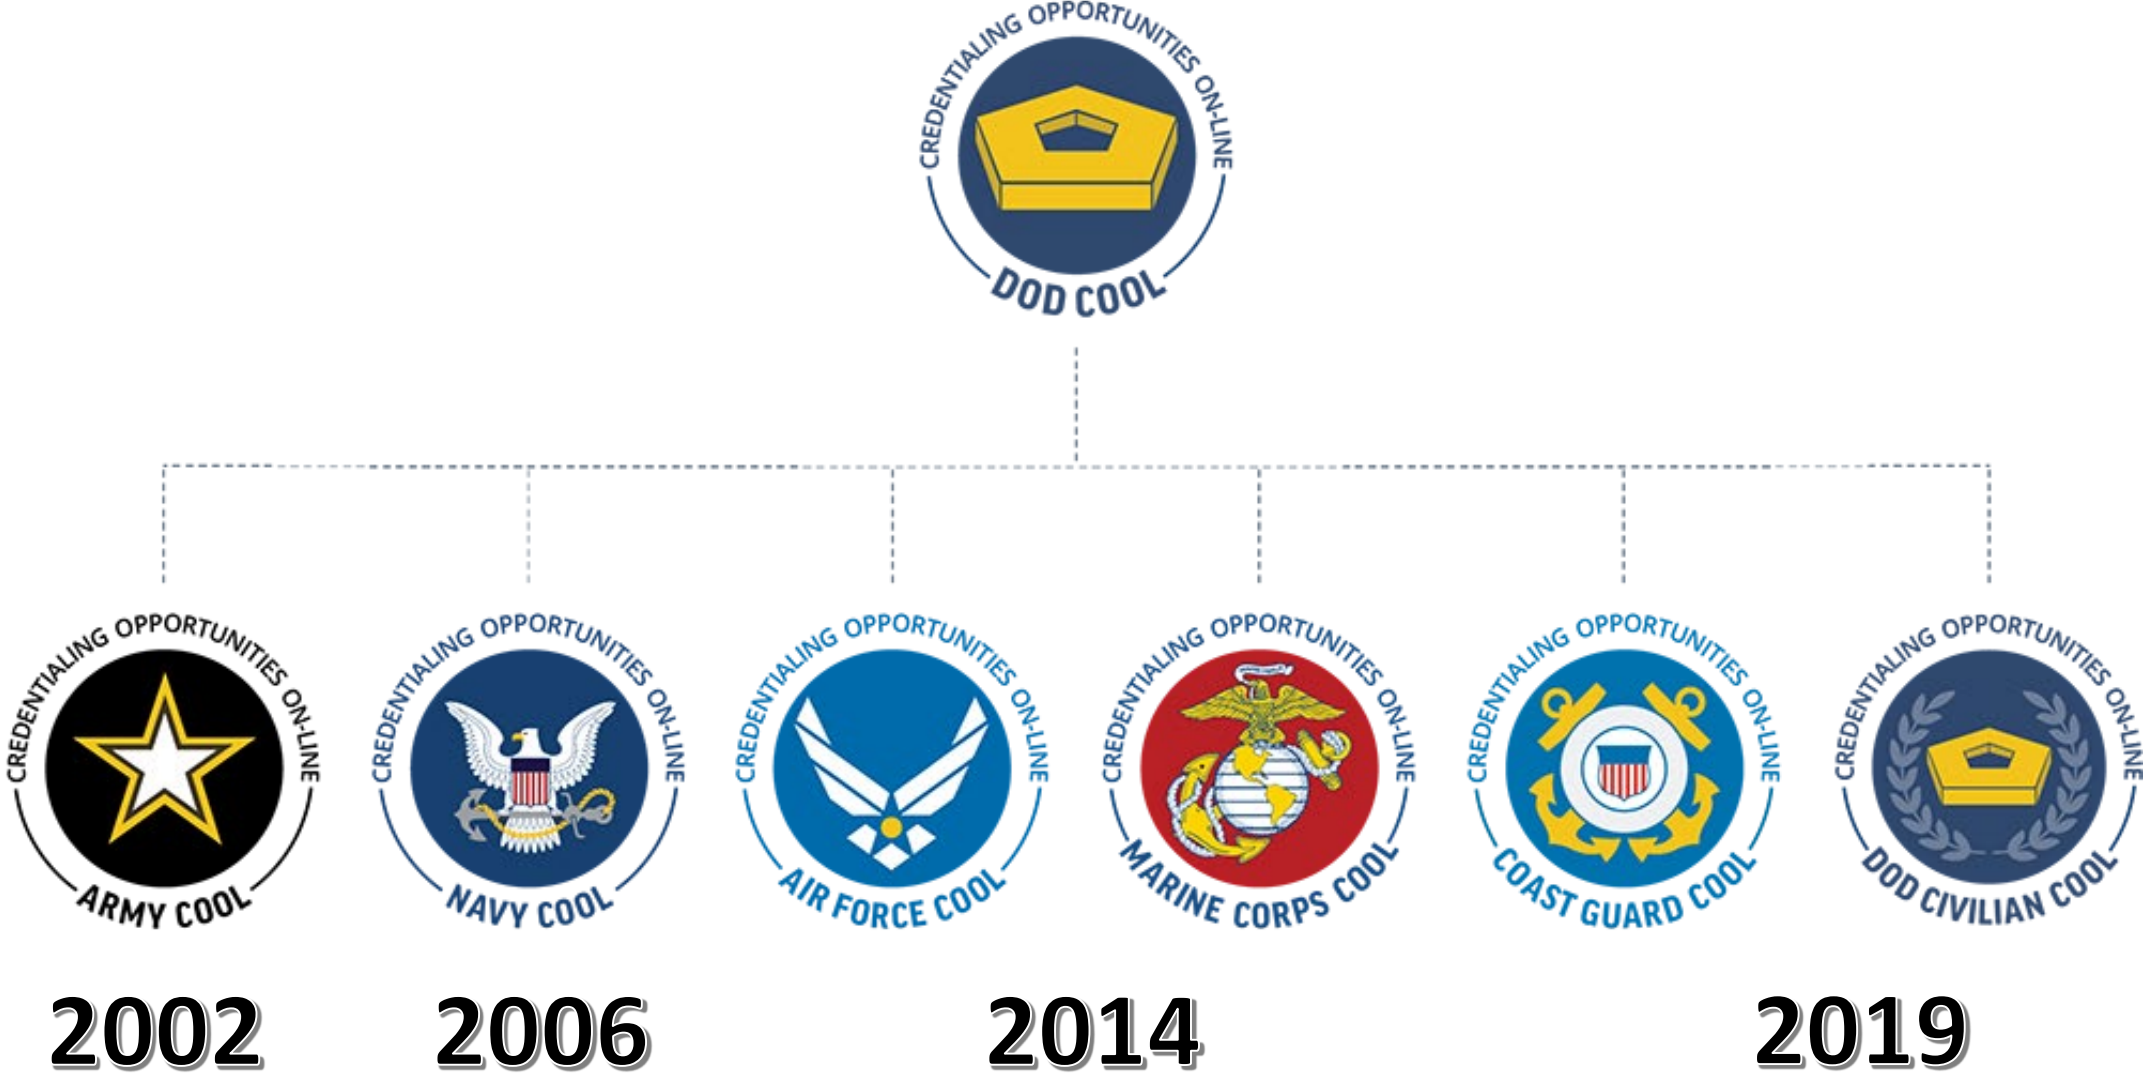 CREDENTIALING OPPORTUNITIES ON-LINE
DOD COOL
CREDENTIALING OPPORTUNITIES ON-LINE
ARMY COOL
CREDENTIALING OPPORTUNITIES ON-LINE
NAVY COOL
CREDENTIALING OPPORTUNITIES ON-LINE
AIR FORCE COOL
CREDENTIALING OPPORTUNITIES ON-LINE
MARINE CORPS COOL
CREDENTIALING OPPORTUNITIES ON-LINE
COAST GUARD COOL
CREDENTIALING OPPORTUNITIES ON-LINE
DOD CIVILIAN COOL
2002
2006
2014
2019